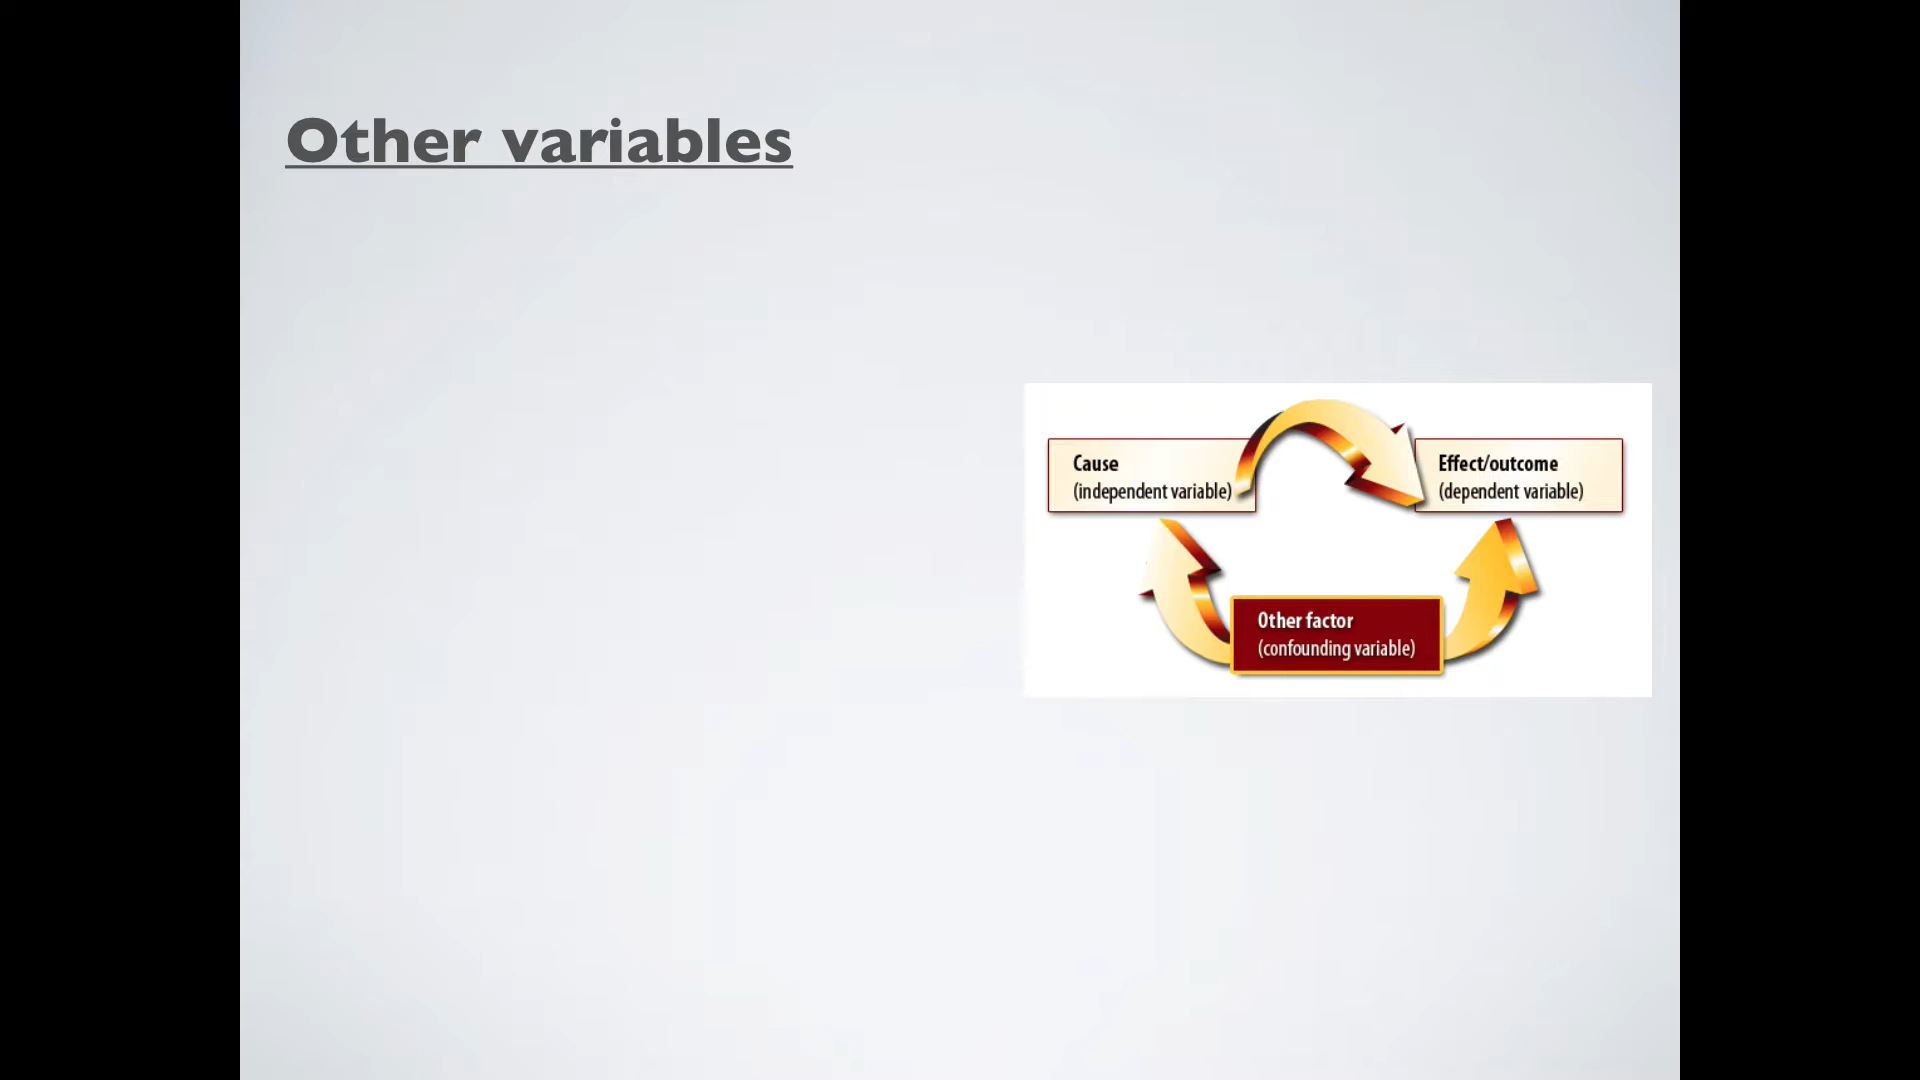 Other variables
Cause
(independent variable)
Effect/outcome
(dependent variable)
Other factor
(confounding variable)